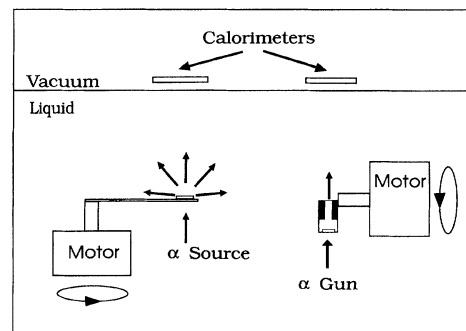 Calorimeters
Vacuum
Liquid
Motor
Motor
α Source
α Gun